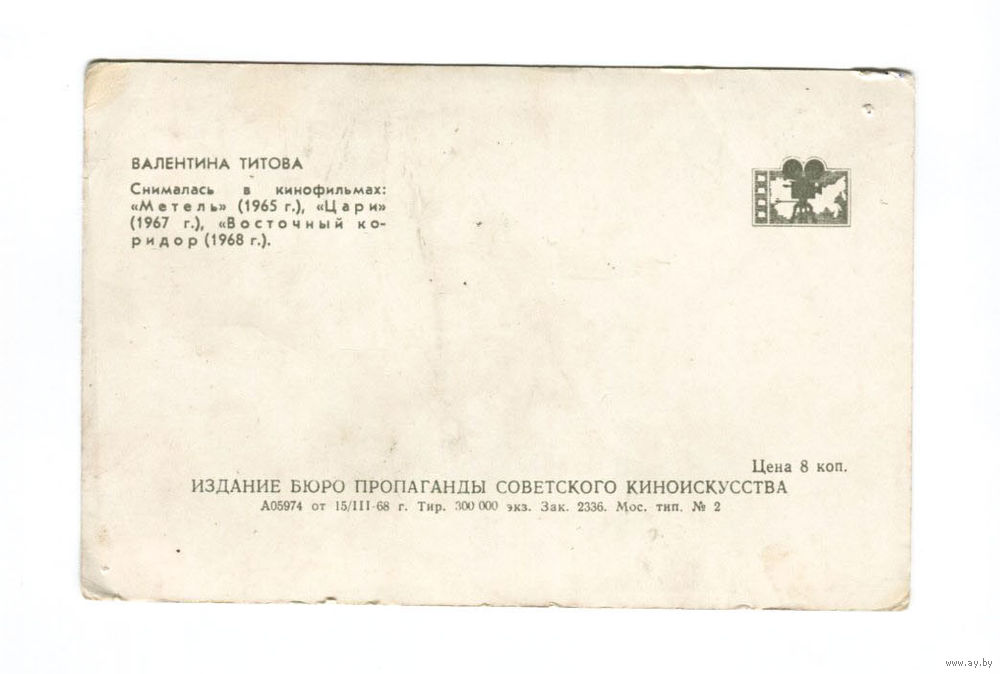 ВАЛЕНТИНА ТИТОВА
Снималась в кинофильмах:
«Метель» (1965 г.), «Цари»
(1967 г.), «Восточный ко-
ридор (1968 г.).
Цена 8 коп.
ИЗДАНИЕ БЮРО ПРОПАГАНДЫ СОВЕТСКОГО КИНОИСКУССТВА
А05974 от 15/III-68 г. Тир. 300 000 экз. Зак. 2336. Мос. тип. № 2
www.ay.by